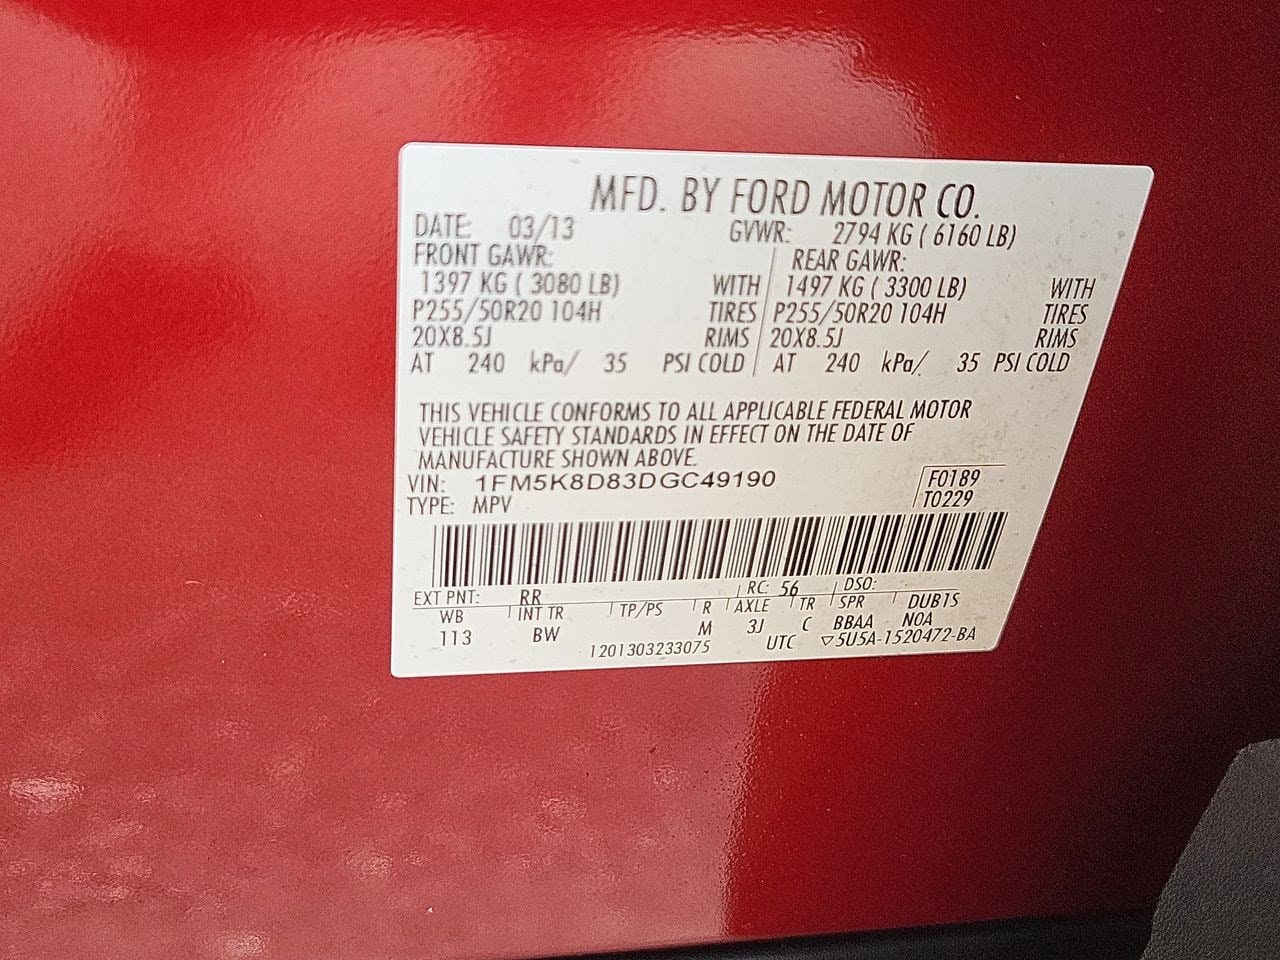 MFD. BY FORD MOTOR CO.
DATE: 03/13 GVWR: 2794 KG ( 6160 LB)
FRONT GAWR: REAR GAWR:
1397 KG ( 3080 LB) WITH 1497 KG ( 3300 LB) WITH
P255/50R20 104H TIRES P255/50R20 104H TIRES
20X8.5J RIMS 20X8.5J RIMS
AT 240 kPa/ 35 PSI COLD AT 240 kPa/ 35 PSI COLD
THIS VEHICLE CONFORMS TO ALL APPLICABLE FEDERAL MOTOR
VEHICLE SAFETY STANDARDS IN EFFECT ON THE DATE OF
MANUFACTURE SHOWN ABOVE.
VIN: 1FM5K8D83DGC49190 F0189
TYPE: MPV T0229
EXT PNT: RR RC: 56 DSO:
WB INT TR TP/PS R AXLE TR SPR DUB1S
113 BW M 3J C BBAA N0A
1201303233075 UTC ▽5U5A-1520472-BA